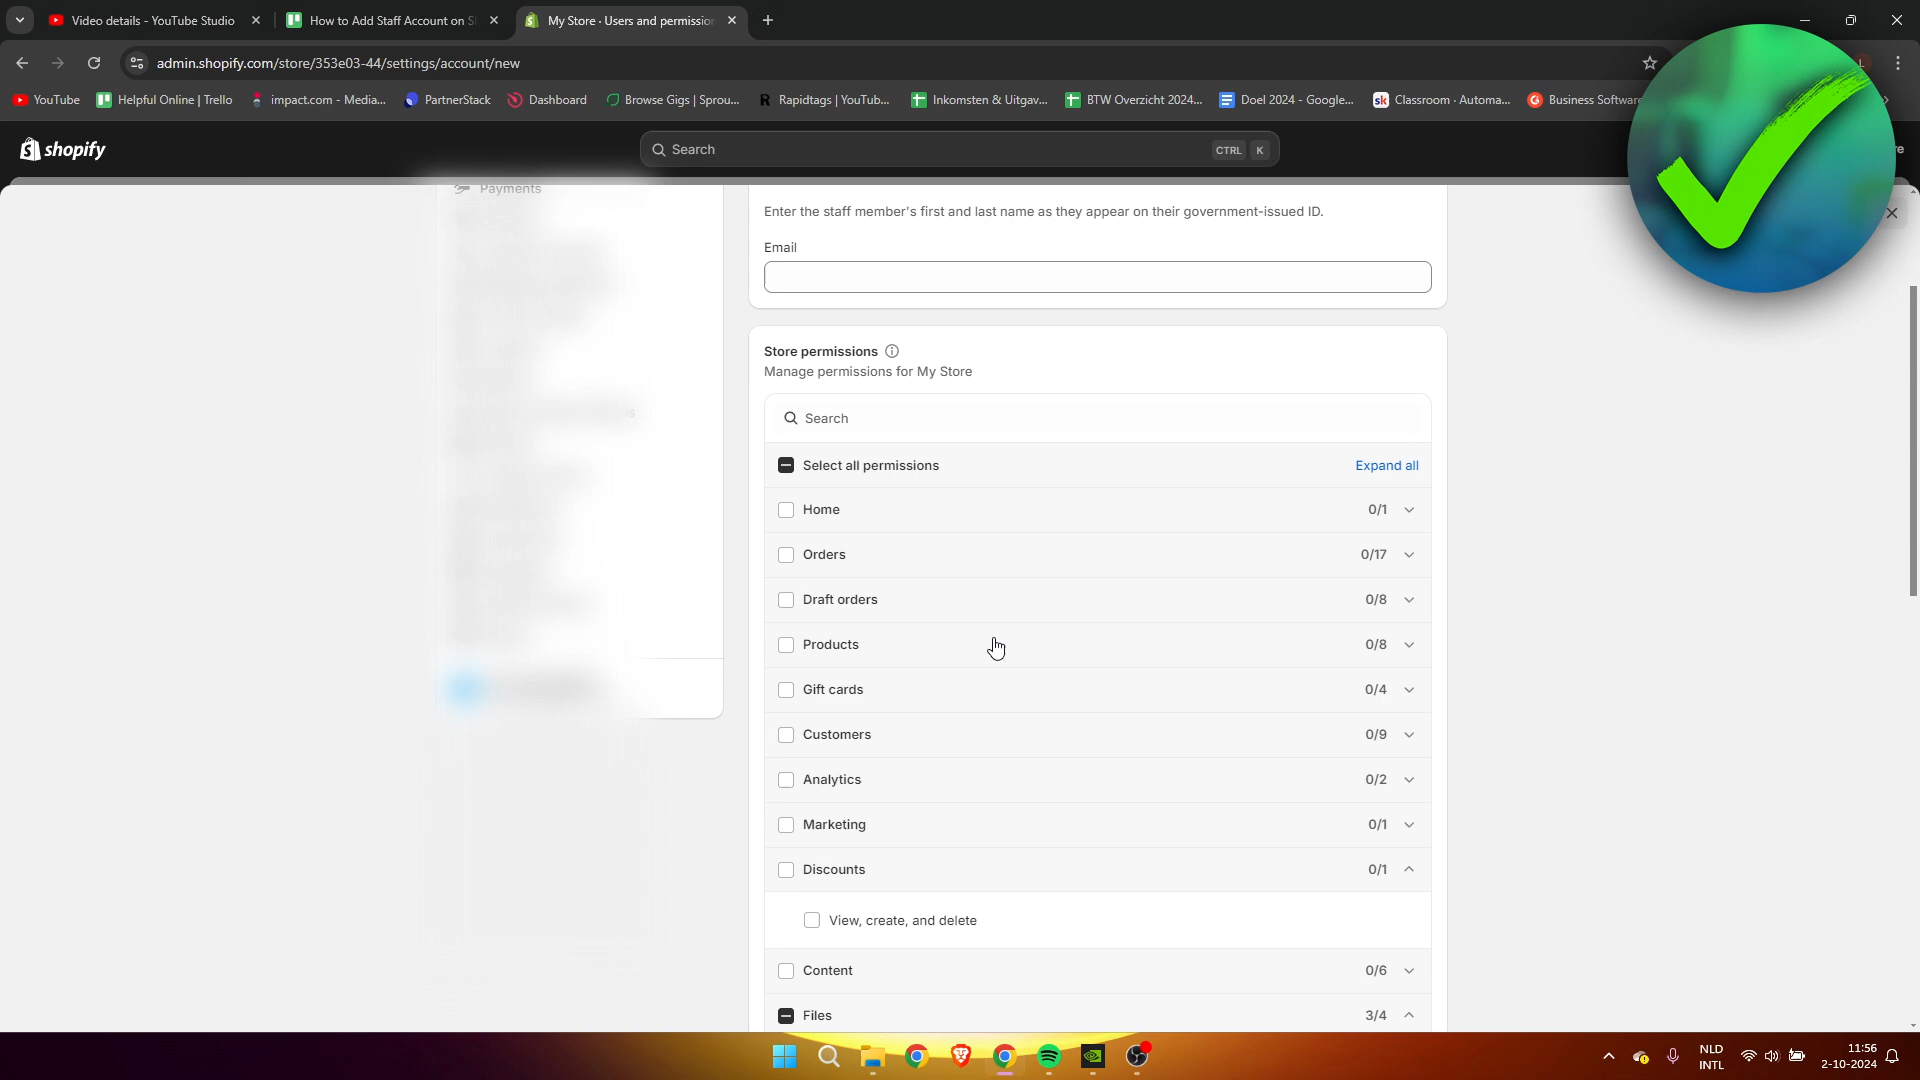 Video details - YouTube Studio
How to Add Staff Account on S
My Store · Users and permission
admin.shopify.com/store/353e03-44/settings/account/new
YouTube
Helpful Online | Trello
impact.com - Media...
PartnerStack
Dashboard
Browse Gigs | Sprou...
Rapidtags | YouTub...
Inkomsten & Uitgav...
BTW Overzicht 2024...
Doel 2024 - Google...
Classroom · Automa...
Business Software
shopify
Search
CTRL K
re
Payments
Enter the staff member's first and last name as they appear on their government-issued ID.
Email
Store permissions
Manage permissions for My Store
Search
Select all permissions Expand all
Home 0/1
Orders 0/17
Draft orders 0/8
Products 0/8
Gift cards 0/4
Customers 0/9
Analytics 0/2
Marketing 0/1
Discounts 0/1
View, create, and delete
Content 0/6
Files 3/4
NLD
INTL
11:56
2-10-2024